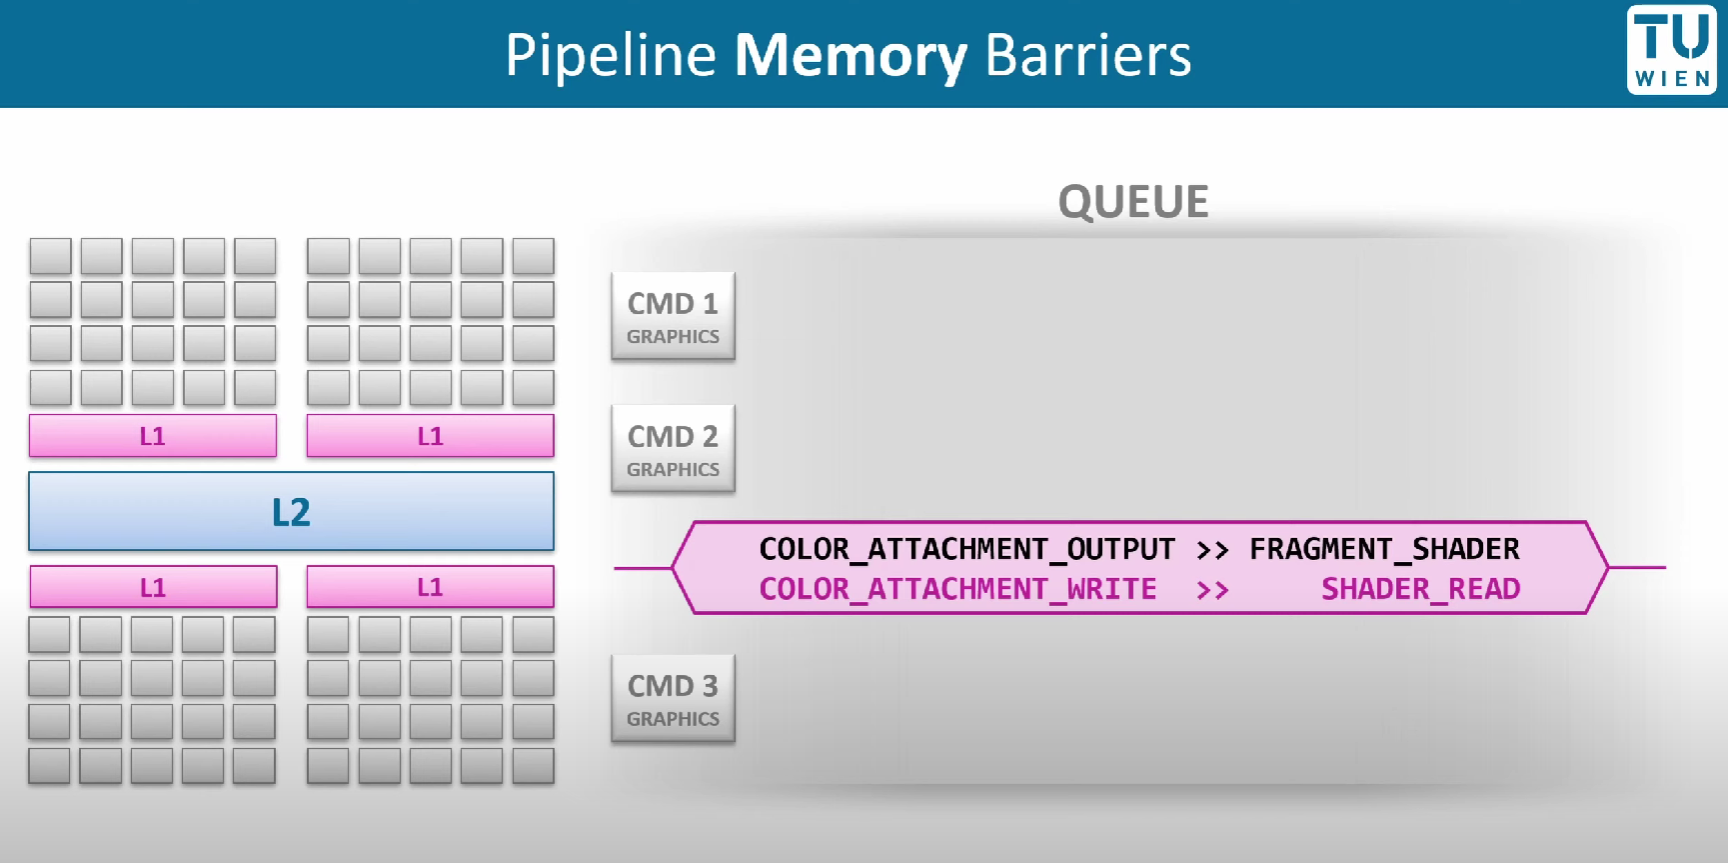 Pipeline Memory Barriers
TU
WIEN
QUEUE
CMD 1
GRAPHICS
CMD 2
GRAPHICS
L1
L1
L2
COLOR_ATTACHMENT_OUTPUT >> FRAGMENT_SHADER
COLOR_ATTACHMENT_WRITE >> SHADER_READ
L1
L1
CMD 3
GRAPHICS